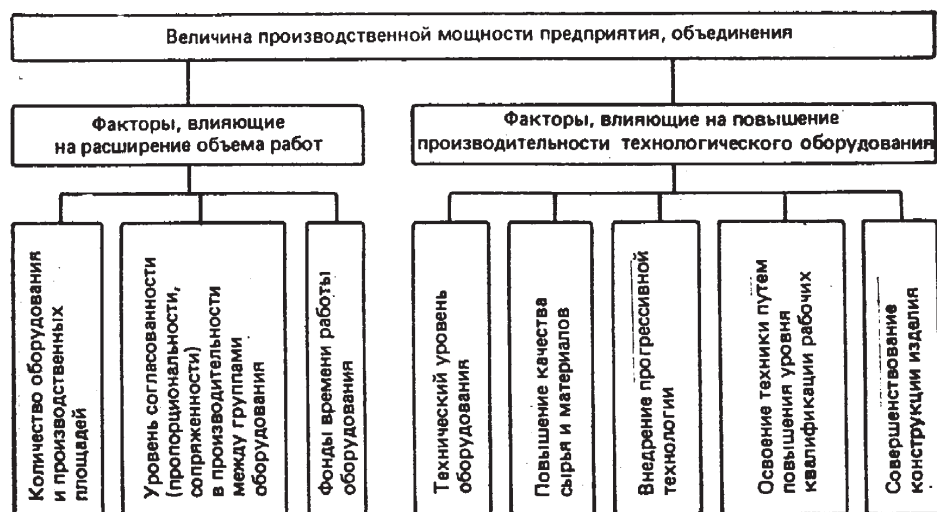 Величина производственной мощности предприятия, объединения
Факторы, влияющие
на расширение объема работ
Факторы, влияющие на повышение
производительности технологического оборудования
Количество оборудования
и производственных
площадей
Уровень согласованности
(пропорциональности,
сопряженности)
в производительности
между группами
оборудования
Фонды времени работы
оборудования
Технический уровень
оборудования
Повышение качества
сырья и материалов
Внедрение прогрессивной
технологии
Освоение техники путем
повышения уровня
квалификации рабочих
Совершенствование
конструкции изделия